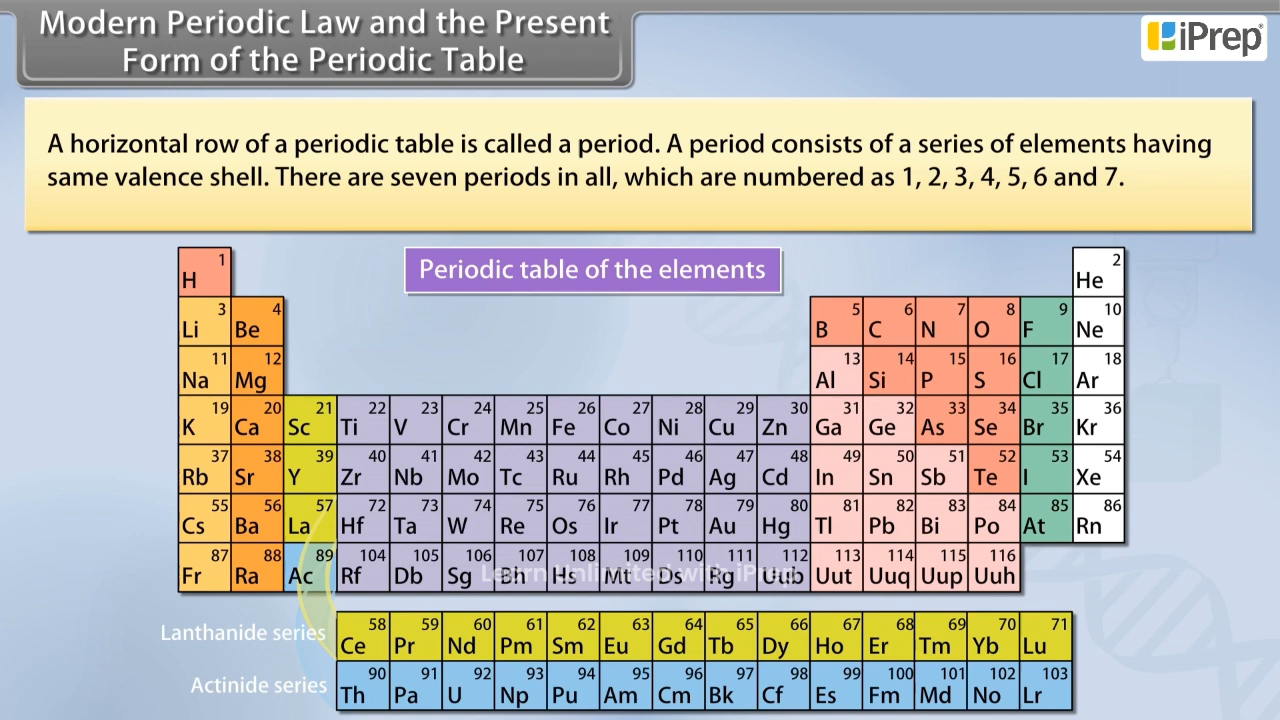 Modern Periodic Law and the Present
Form of the Periodic Table
iPrep
A horizontal row of a periodic table is called a period. A period consists of a series of elements having
same valence shell. There are seven periods in all, which are numbered as 1, 2, 3, 4, 5, 6 and 7.
Periodic table of the elements
1 2
H He
3 4 5 6 7 8 9 10
Li Be B C N O F Ne
11 12 13 14 15 16 17 18
Na Mg Al Si P S Cl Ar
19 20 21 22 23 24 25 26 27 28 29 30 31 32 33 34 35 36
K Ca Sc Ti V Cr Mn Fe Co Ni Cu Zn Ga Ge As Se Br Kr
37 38 39 40 41 42 43 44 45 46 47 48 49 50 51 52 53 54
Rb Sr Y Zr Nb Mo Tc Ru Rh Pd Ag Cd In Sn Sb Te I Xe
55 56 57 72 73 74 75 76 77 78 79 80 81 82 83 84 85 86
Cs Ba La Hf Ta W Re Os Ir Pt Au Hg Tl Pb Bi Po At Rn
87 88 89 104 105 106 107 108 109 110 111 112 113 114 115 116
Fr Ra Ac Rf Db Sg Bh Hs Mt Ds Rg Uub Uut Uuq Uup Uuh
Learn Unlimited with iPrep
58 59 60 61 62 63 64 65 66 67 68 69 70 71
Lanthanide series Ce Pr Nd Pm Sm Eu Gd Tb Dy Ho Er Tm Yb Lu
90 91 92 93 94 95 96 97 98 99 100 101 102 103
Actinide series Th Pa U Np Pu Am Cm Bk Cf Es Fm Md No Lr